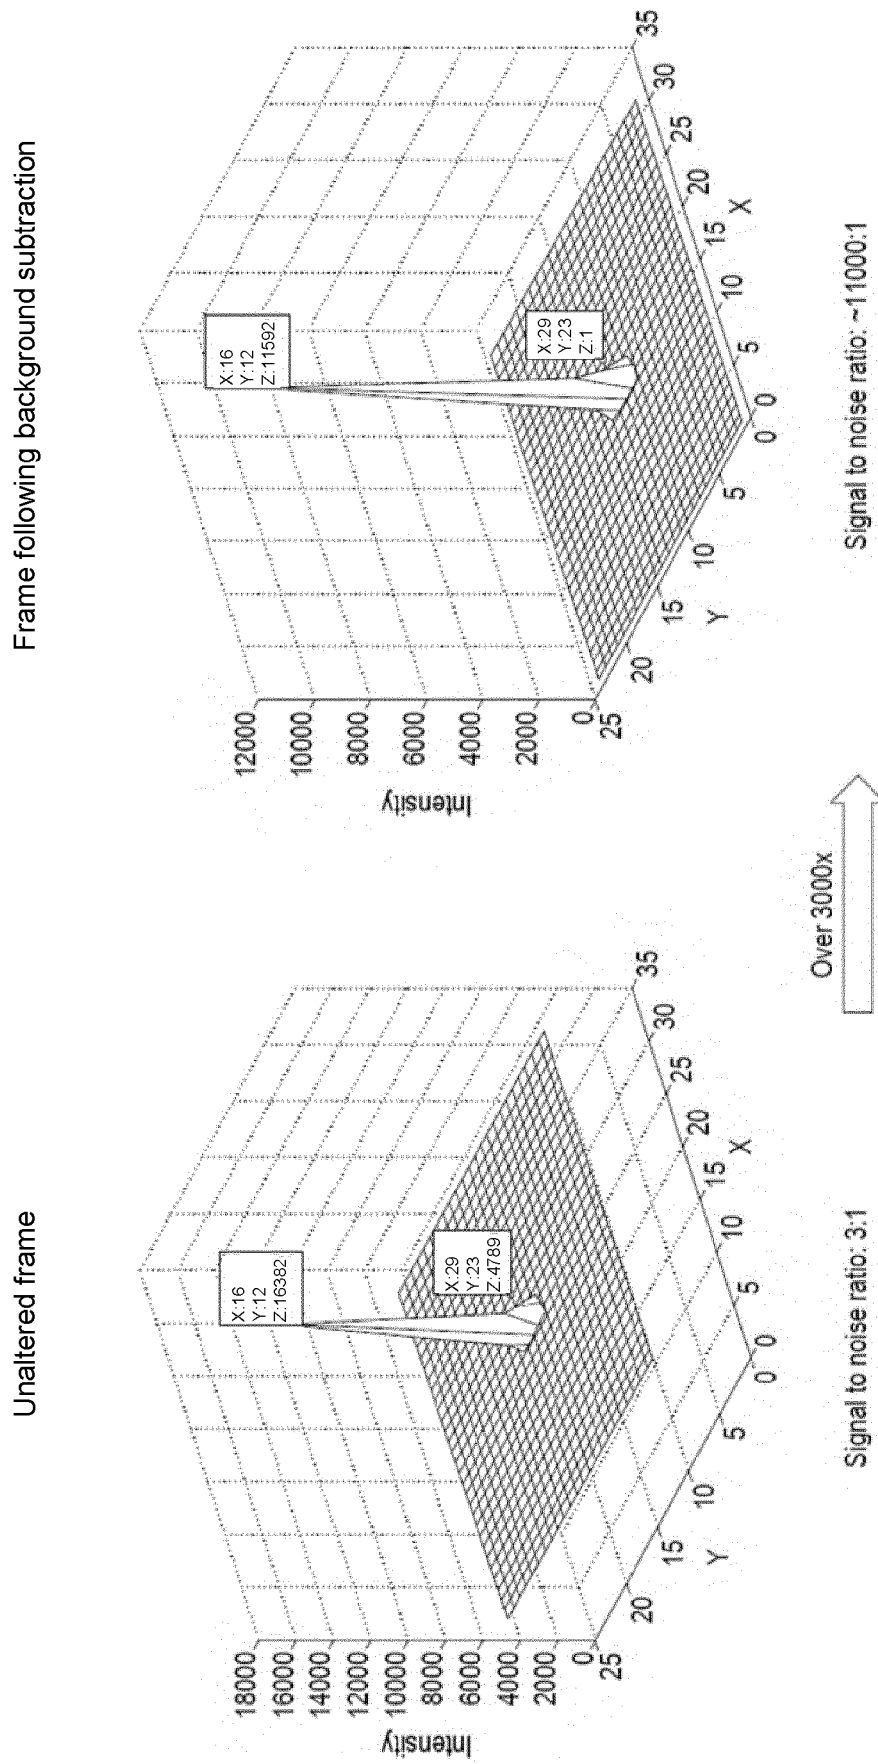 Unaltered frame
Intensity
18000
16000
14000
12000
10000
8000
6000
4000
2000
0
X:16
Y:12
Z:16382
X:29
Y:23
Z:4789
25
20
15
10
5
0
Y
0
5
10
15
20
25
30
35
X
Signal to noise ratio: 3:1
Over 3000x
Frame following background subtraction
Intensity
12000
10000
8000
6000
4000
2000
0
X:16
Y:12
Z:11592
X:29
Y:23
Z:1
25
20
15
10
5
0
Y
0
5
10
15
20
25
30
35
X
Signal to noise ratio: ~11000:1